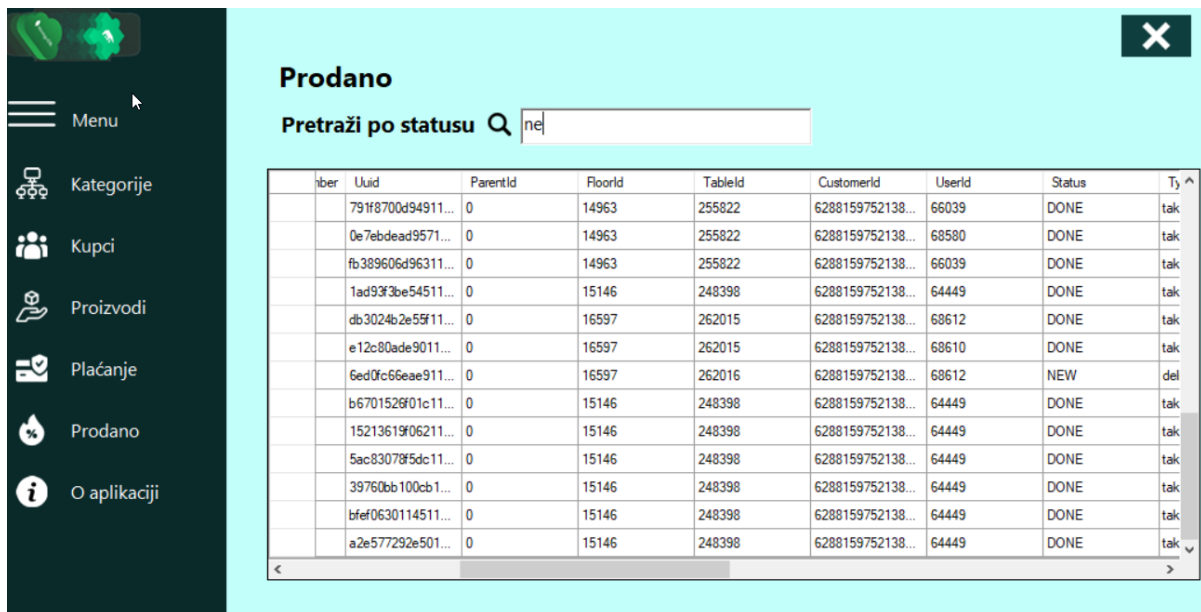 Prodano
Pretraži po statusu ne
Menu
Kategorije
Kupci
Proizvodi
Plaćanje
Prodano
O aplikaciji
nber Uuid ParentId FloorId TableId CustomerId UserId Status Ty
791f8700d94911... 0 14963 255822 6288159752138... 66039 DONE tak
0e7ebdead9571... 0 14963 255822 6288159752138... 68580 DONE tak
fb389606d96311... 0 14963 255822 6288159752138... 66039 DONE tak
1ad93f3be54511... 0 15146 248398 6288159752138... 64449 DONE tak
db3024b2e55f11... 0 16597 262015 6288159752138... 68612 DONE tak
e12c80ade9011... 0 16597 262015 6288159752138... 68610 DONE tak
6ed0fc66eae911... 0 16597 262016 6288159752138... 68612 NEW del
b6701526f01c11... 0 15146 248398 6288159752138... 64449 DONE tak
15213619f06211... 0 15146 248398 6288159752138... 64449 DONE tak
5ac83078f5dc11... 0 15146 248398 6288159752138... 64449 DONE tak
39760bb100cb1... 0 15146 248398 6288159752138... 64449 DONE tak
bfef0630114511... 0 15146 248398 6288159752138... 64449 DONE tak
a2e577292e501... 0 15146 248398 6288159752138... 64449 DONE tak